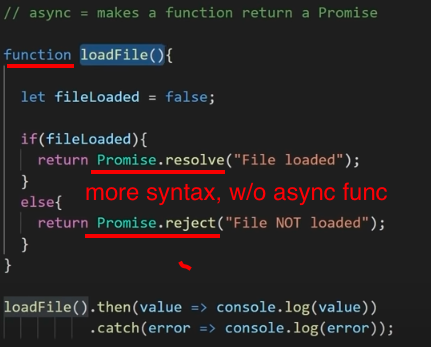 // async = makes a function return a Promise
function loadFile(){
let fileLoaded = false;
if(fileLoaded){
return Promise.resolve("File loaded");
}
more syntax, w/o async func
else{
return Promise.reject("File NOT loaded");
}
}
loadFile().then(value => console.log(value))
.catch(error => console.log(error));